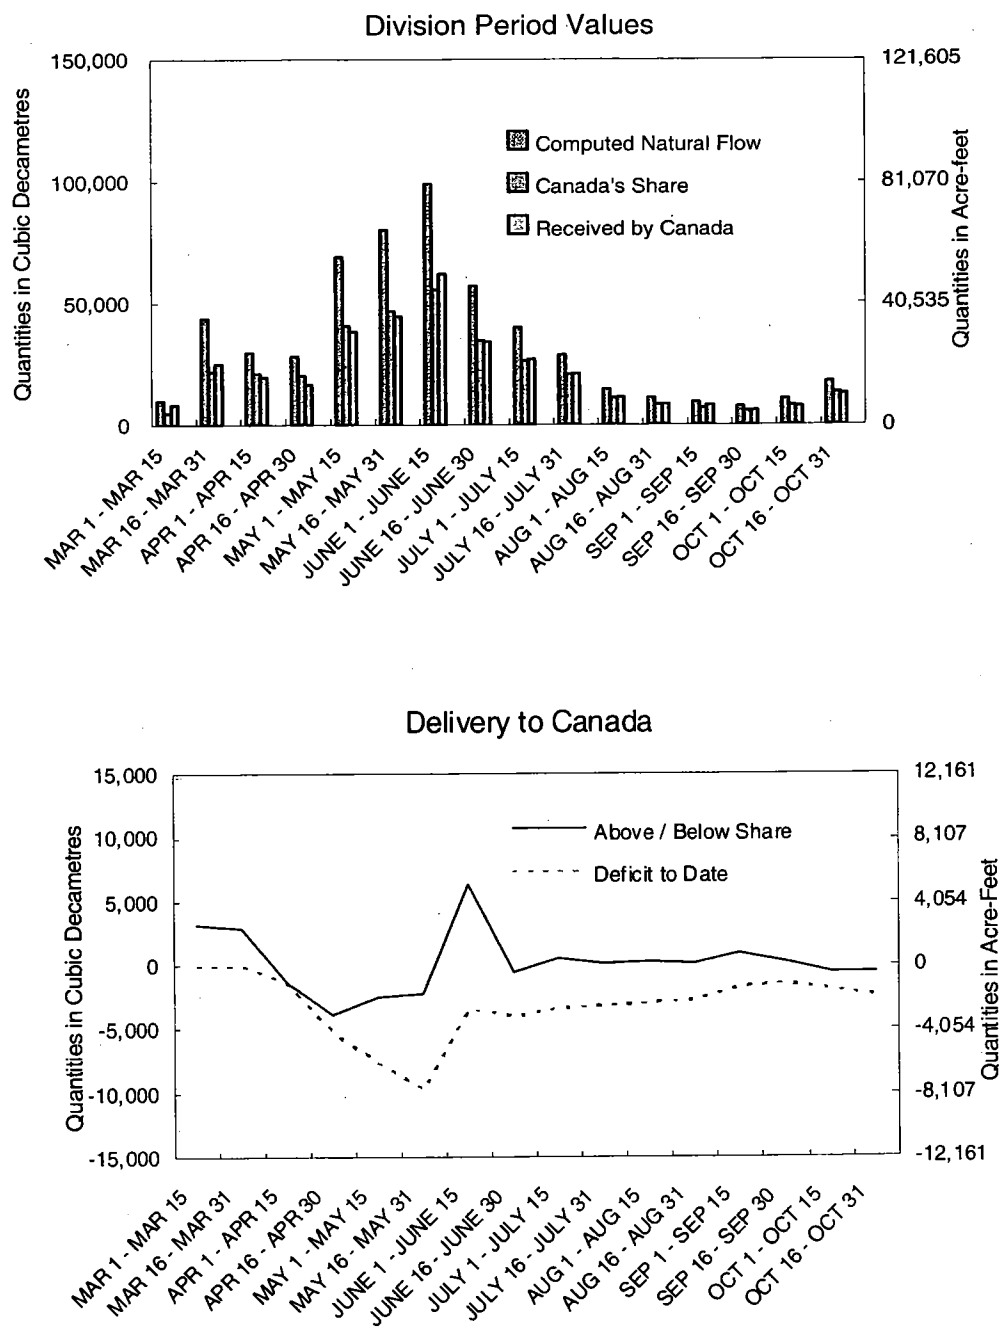 Division Period Values
150,000
100,000
50,000
0
Quantities in Cubic Decametres
121,605
81,070
40,535
0
Quantities in Acre-feet
Computed Natural Flow
Canada's Share
Received by Canada
MAR 1 - MAR 15
MAR 16 - MAR 31
APR 1 - APR 15
APR 16 - APR 30
MAY 1 - MAY 15
MAY 16 - MAY 31
JUNE 1 - JUNE 15
JUNE 16 - JUNE 30
JULY 1 - JULY 15
JULY 16 - JULY 31
AUG 1 - AUG 15
AUG 16 - AUG 31
SEP 1 - SEP 15
SEP 16 - SEP 30
OCT 1 - OCT 15
OCT 16 - OCT 31
Delivery to Canada
15,000
10,000
5,000
0
-5,000
-10,000
-15,000
Quantities in Cubic Decametres
12,161
8,107
4,054
0
-4,054
-8,107
-12,161
Quantities in Acre-Feet
Above / Below Share
Deficit to Date
MAR 1 - MAR 15
MAR 16 - MAR 31
APR 1 - APR 15
APR 16 - APR 30
MAY 1 - MAY 15
MAY 16 - MAY 31
JUNE 1 - JUNE 15
JUNE 16 - JUNE 30
JULY 1 - JULY 15
JULY 16 - JULY 31
AUG 1 - AUG 15
AUG 16 - AUG 31
SEP 1 - SEP 15
SEP 16 - SEP 30
OCT 1 - OCT 15
OCT 16 - OCT 31